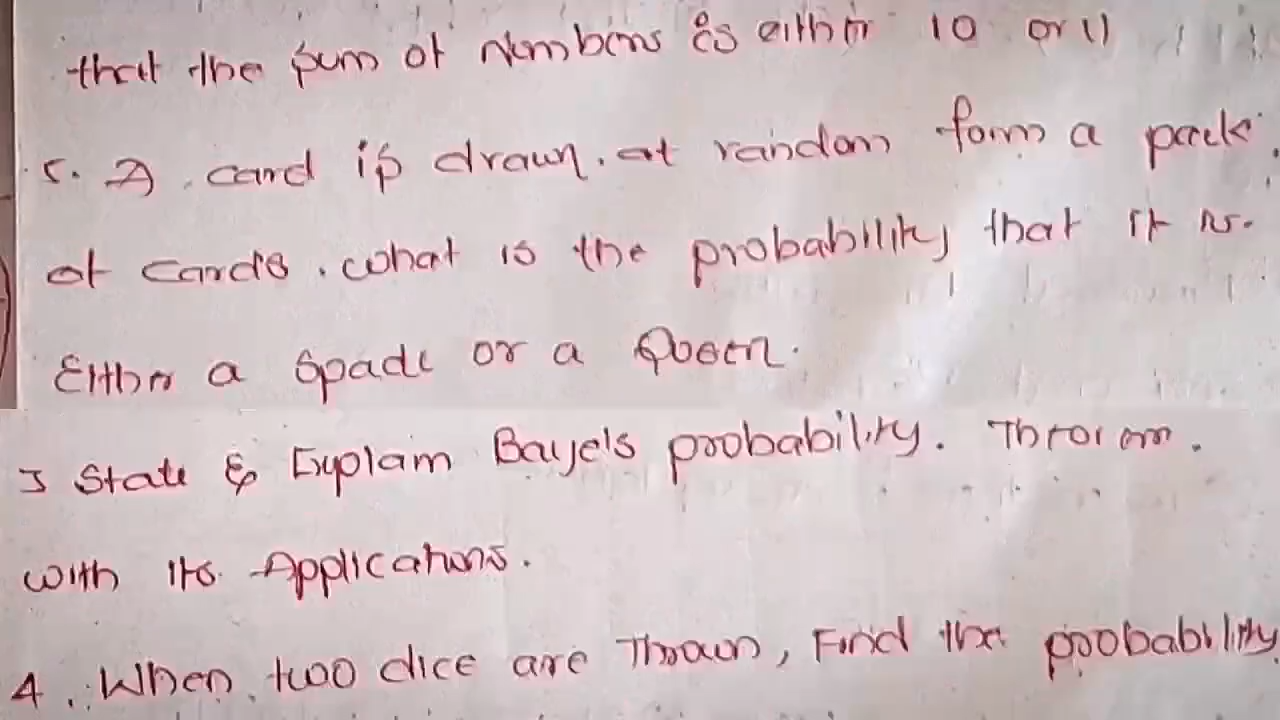 that the sum of Numbers is either 10 or 11
5. A card is drawn. at random form a pack
of cards. what is the probability that it is.
Either a Spade or a Queen.
3 State & Explain Baye's probability. Throrem.
with its Applications.
4. When two dice are Thrown, Find the probability